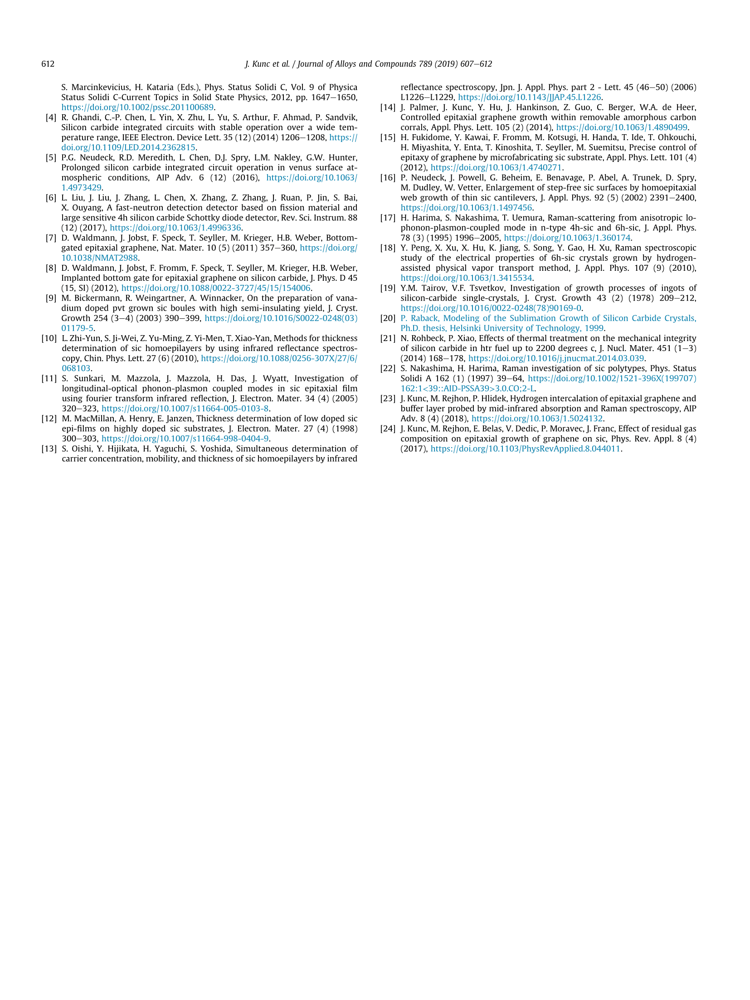 612
J. Kunc et al. / Journal of Alloys and Compounds 789 (2019) 607–612
S. Marcinkevicius, H. Kataria (Eds.), Phys. Status Solidi C, Vol. 9 of Physica
Status Solidi C-Current Topics in Solid State Physics, 2012, pp. 1647–1650,
https://doi.org/10.1002/pssc.201100689.
[4] R. Ghandi, C.-P. Chen, L. Yin, X. Zhu, L. Yu, S. Arthur, F. Ahmad, P. Sandvik,
Silicon carbide integrated circuits with stable operation over a wide tem-
perature range, IEEE Electron. Device Lett. 35 (12) (2014) 1206–1208, https://
doi.org/10.1109/LED.2014.2362815.
[5] P.G. Neudeck, R.D. Meredith, L. Chen, D.J. Spry, L.M. Nakley, G.W. Hunter,
Prolonged silicon carbide integrated circuit operation in venus surface at-
mospheric conditions, AIP Adv. 6 (12) (2016), https://doi.org/10.1063/
1.4973429.
[6] L. Liu, J. Liu, J. Zhang, L. Chen, X. Zhang, Z. Zhang, J. Ruan, P. Jin, S. Bai,
X. Ouyang, A fast-neutron detection detector based on fission material and
large sensitive 4h silicon carbide Schottky diode detector, Rev. Sci. Instrum. 88
(12) (2017), https://doi.org/10.1063/1.4996336.
[7] D. Waldmann, J. Jobst, F. Speck, T. Seyller, M. Krieger, H.B. Weber, Bottom-
gated epitaxial graphene, Nat. Mater. 10 (5) (2011) 357–360, https://doi.org/
10.1038/NMAT2988.
[8] D. Waldmann, J. Jobst, F. Fromm, F. Speck, T. Seyller, M. Krieger, H.B. Weber,
Implanted bottom gate for epitaxial graphene on silicon carbide, J. Phys. D 45
(15, SI) (2012), https://doi.org/10.1088/0022-3727/45/15/154006.
[9] M. Bickermann, R. Weingartner, A. Winnacker, On the preparation of vana-
dium doped pvt grown sic boules with high semi-insulating yield, J. Cryst.
Growth 254 (3–4) (2003) 390–399, https://doi.org/10.1016/S0022-0248(03)
01179-5.
[10] L. Zhi-Yun, S. Ji-Wei, Z. Yu-Ming, Z. Yi-Men, T. Xiao-Yan, Methods for thickness
determination of sic homoepilayers by using infrared reflectance spectros-
copy, Chin. Phys. Lett. 27 (6) (2010), https://doi.org/10.1088/0256-307X/27/6/
068103.
[11] S. Sunkari, M. Mazzola, J. Mazzola, H. Das, J. Wyatt, Investigation of
longitudinal-optical phonon-plasmon coupled modes in sic epitaxial film
using fourier transform infrared reflection, J. Electron. Mater. 34 (4) (2005)
320–323, https://doi.org/10.1007/s11664-005-0103-8.
[12] M. MacMillan, A. Henry, E. Janzen, Thickness determination of low doped sic
epi-films on highly doped sic substrates, J. Electron. Mater. 27 (4) (1998)
300–303, https://doi.org/10.1007/s11664-998-0404-9.
[13] S. Oishi, Y. Hijikata, H. Yaguchi, S. Yoshida, Simultaneous determination of
carrier concentration, mobility, and thickness of sic homoepilayers by infrared
reflectance spectroscopy, Jpn. J. Appl. Phys. part 2 - Lett. 45 (46–50) (2006)
L1226–L1229, https://doi.org/10.1143/JJAP.45.L1226.
[14] J. Palmer, J. Kunc, Y. Hu, J. Hankinson, Z. Guo, C. Berger, W.A. de Heer,
Controlled epitaxial graphene growth within removable amorphous carbon
corrals, Appl. Phys. Lett. 105 (2) (2014), https://doi.org/10.1063/1.4890499.
[15] H. Fukidome, Y. Kawai, F. Fromm, M. Kotsugi, H. Handa, T. Ide, T. Ohkouchi,
H. Miyashita, Y. Enta, T. Kinoshita, T. Seyller, M. Suemitsu, Precise control of
epitaxy of graphene by microfabricating sic substrate, Appl. Phys. Lett. 101 (4)
(2012), https://doi.org/10.1063/1.4740271.
[16] P. Neudeck, J. Powell, G. Beheim, E. Benavage, P. Abel, A. Trunek, D. Spry,
M. Dudley, W. Vetter, Enlargement of step-free sic surfaces by homoepitaxial
web growth of thin sic cantilevers, J. Appl. Phys. 92 (5) (2002) 2391–2400,
https://doi.org/10.1063/1.1497456.
[17] H. Harima, S. Nakashima, T. Uemura, Raman-scattering from anisotropic lo-
phonon-plasmon-coupled mode in n-type 4h-sic and 6h-sic, J. Appl. Phys.
78 (3) (1995) 1996–2005, https://doi.org/10.1063/1.360174.
[18] Y. Peng, X. Xu, X. Hu, K. Jiang, S. Song, Y. Gao, H. Xu, Raman spectroscopic
study of the electrical properties of 6h-sic crystals grown by hydrogen-
assisted physical vapor transport method, J. Appl. Phys. 107 (9) (2010),
https://doi.org/10.1063/1.3415534.
[19] Y.M. Tairov, V.F. Tsvetkov, Investigation of growth processes of ingots of
silicon-carbide single-crystals, J. Cryst. Growth 43 (2) (1978) 209–212,
https://doi.org/10.1016/0022-0248(78)90169-0.
[20] P. Raback, Modeling of the Sublimation Growth of Silicon Carbide Crystals,
Ph.D. thesis, Helsinki University of Technology, 1999.
[21] N. Rohbeck, P. Xiao, Effects of thermal treatment on the mechanical integrity
of silicon carbide in htr fuel up to 2200 degrees c, J. Nucl. Mater. 451 (1–3)
(2014) 168–178, https://doi.org/10.1016/j.jnucmat.2014.03.039.
[22] S. Nakashima, H. Harima, Raman investigation of sic polytypes, Phys. Status
Solidi A 162 (1) (1997) 39–64, https://doi.org/10.1002/1521-396X(199707)
162:1<39::AID-PSSA39>3.0.CO;2-L.
[23] J. Kunc, M. Rejhon, P. Hlidek, Hydrogen intercalation of epitaxial graphene and
buffer layer probed by mid-infrared absorption and Raman spectroscopy, AIP
Adv. 8 (4) (2018), https://doi.org/10.1063/1.5024132.
[24] J. Kunc, M. Rejhon, E. Belas, V. Dedic, P. Moravec, J. Franc, Effect of residual gas
composition on epitaxial growth of graphene on sic, Phys. Rev. Appl. 8 (4)
(2017), https://doi.org/10.1103/PhysRevApplied.8.044011.